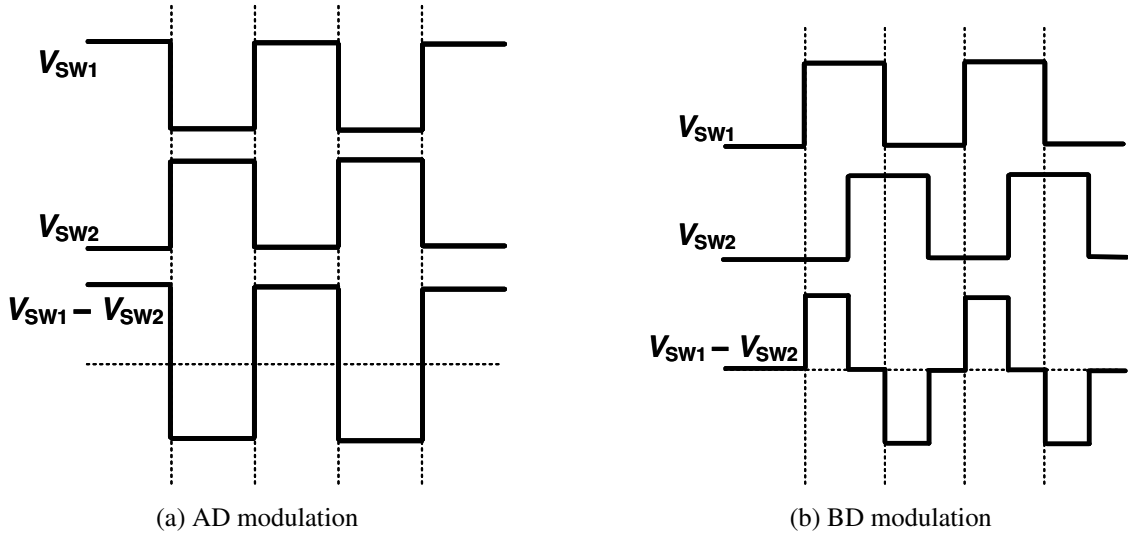 VSW1
VSW2
VSW1 – VSW2
(a) AD modulation
VSW1
VSW2
VSW1 – VSW2
(b) BD modulation